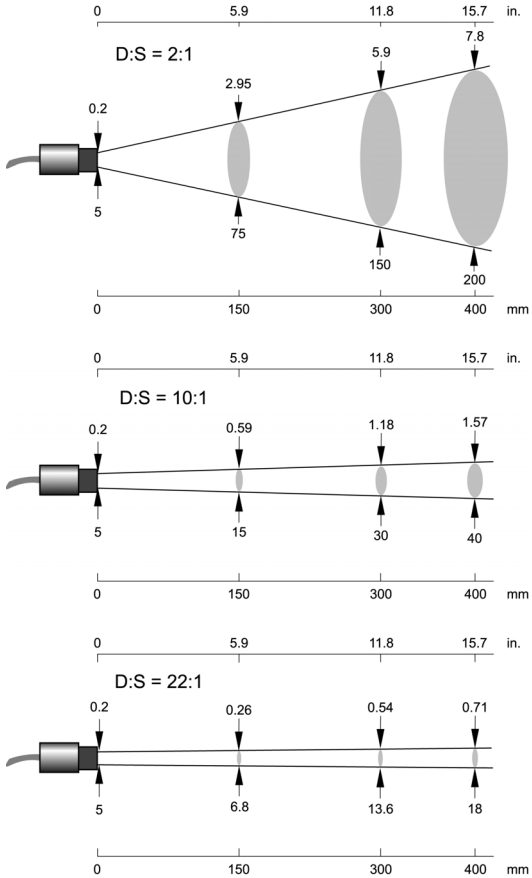 0 5.9 11.8 15.7 in.
7.8
D:S = 2:1
5.9
2.95
0.2
5
75
150
200
0 150 300 400 mm
0 5.9 11.8 15.7 in.
D:S = 10:1
0.2 0.59 1.18 1.57
5 15 30 40
0 150 300 400 mm
0 5.9 11.8 15.7 in.
D:S = 22:1
0.2 0.26 0.54 0.71
5 6.8 13.6 18
0 150 300 400 mm